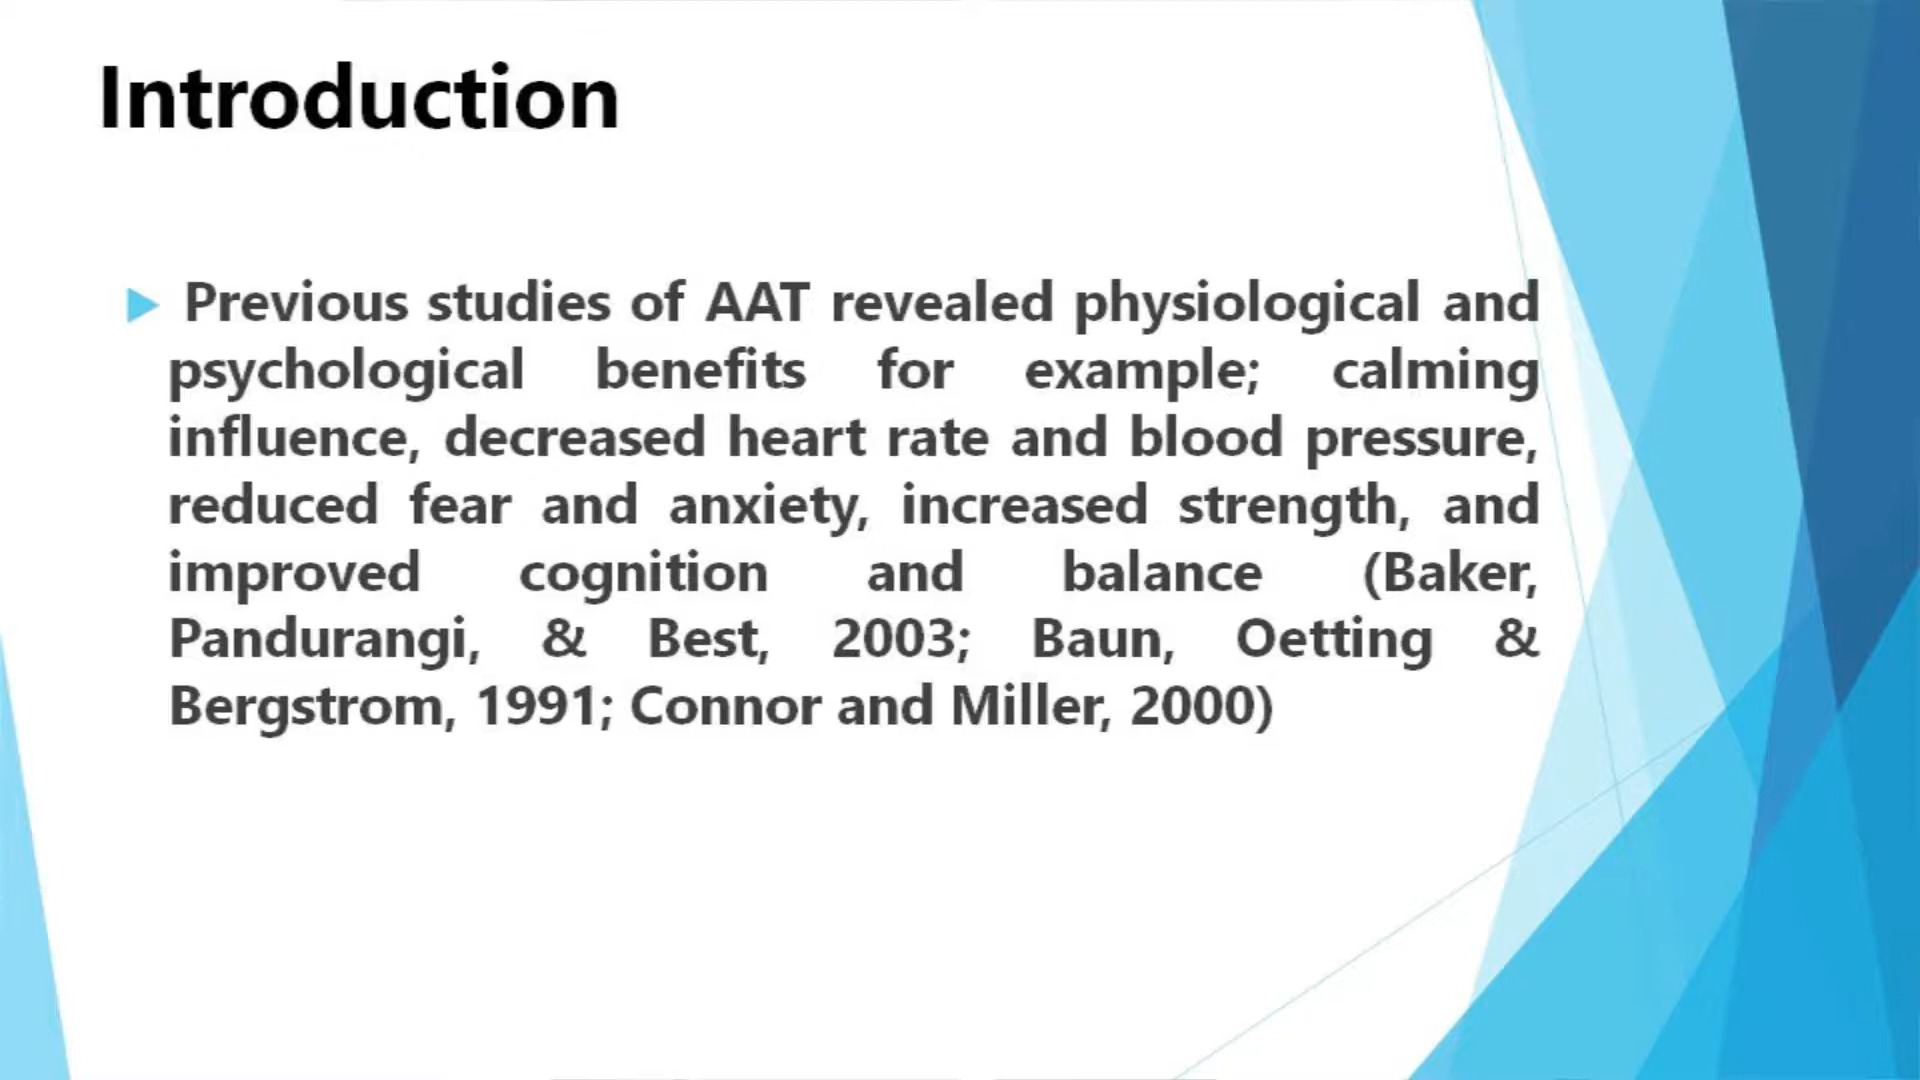 Introduction
Previous studies of AAT revealed physiological and
psychological benefits for example; calming
influence, decreased heart rate and blood pressure,
reduced fear and anxiety, increased strength, and
improved cognition and balance (Baker,
Pandurangi, & Best, 2003; Baun, Oetting &
Bergstrom, 1991; Connor and Miller, 2000)